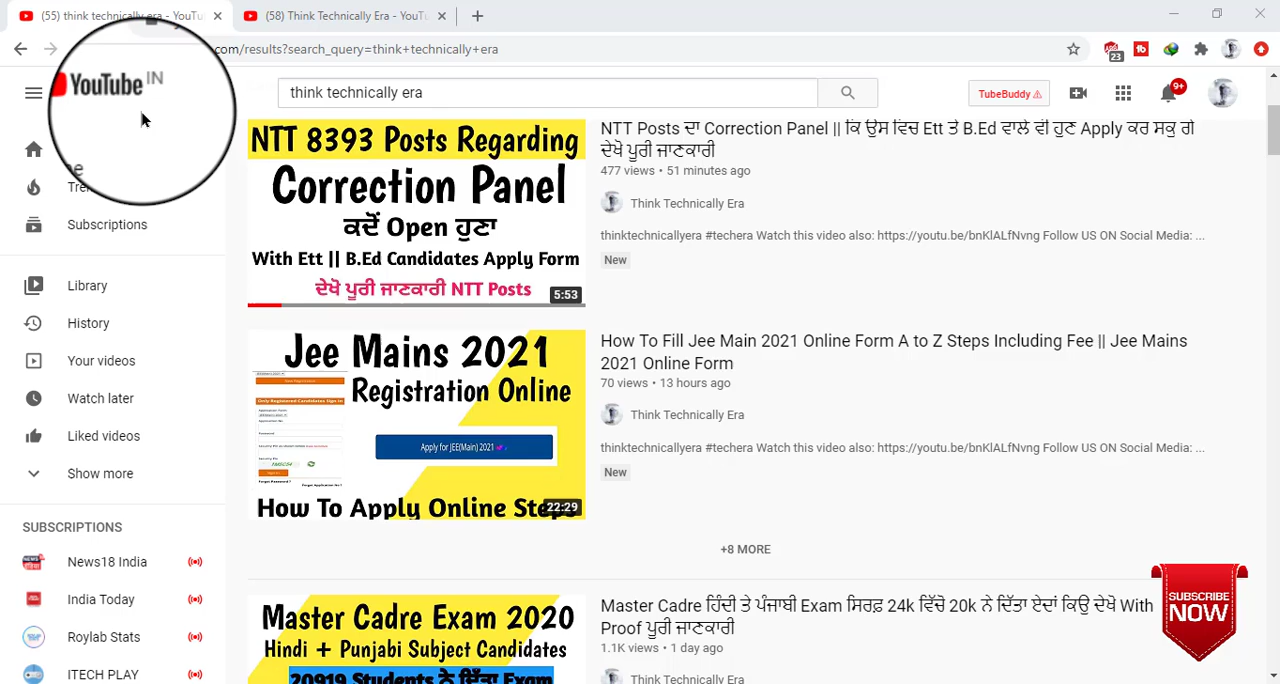 (55) think technically era - YouTu
(58) Think Technically Era - YouTu
com/results?search_query=think+technically+era
23
YouTube IN
think technically era
TubeBuddy
9+
Subscriptions
Library
History
Your videos
Watch later
Liked videos
Show more
SUBSCRIPTIONS
News18 India
India Today
Roylab Stats
ITECH PLAY
NTT 8393 Posts Regarding
Correction Panel
ਕਦੋਂ Open ਹੁਣਾ
With Ett || B.Ed Candidates Apply Form
ਦੇਖੋ ਪੂਰੀ ਜਾਣਕਾਰੀ NTT Posts
5:53
NTT Posts ਦਾ Correction Panel || ਕਿ ਉਸ ਵਿਚ Ett ਤੇ B.Ed ਵਾਲੇ ਵੀ ਹੁਣ Apply ਕਰ ਸਕੁ ਗੇ
ਦੇਖੋ ਪੂਰੀ ਜਾਣਕਾਰੀ
477 views • 51 minutes ago
Think Technically Era
thinktechnicallyera #techera Watch this video also: https://youtu.be/bnKlALfNvng Follow US ON Social Media: ...
New
Jee Mains 2021
Registration Online
Apply for JEE(Main) 2021
How To Apply Online Steps
22:29
How To Fill Jee Main 2021 Online Form A to Z Steps Including Fee || Jee Mains
2021 Online Form
70 views • 13 hours ago
Think Technically Era
thinktechnicallyera #techera Watch this video also: https://youtu.be/bnKlALfNvng Follow US ON Social Media: ...
New
+8 MORE
Master Cadre Exam 2020
Hindi + Punjabi Subject Candidates
20919 Students ਨੇ ਦਿੱਤਾ Exam
Master Cadre ਹਿੰਦੀ ਤੇ ਪੰਜਾਬੀ Exam ਸਿਰਫ਼ 24k ਵਿੱਚੋਂ 20k ਨੇ ਦਿੱਤਾ ਏਦਾਂ ਕਿਉ ਦੇਖੋ With
Proof ਪੂਰੀ ਜਾਣਕਾਰੀ
1.1K views • 1 day ago
Think Technically Era
SUBSCRIBE
NOW